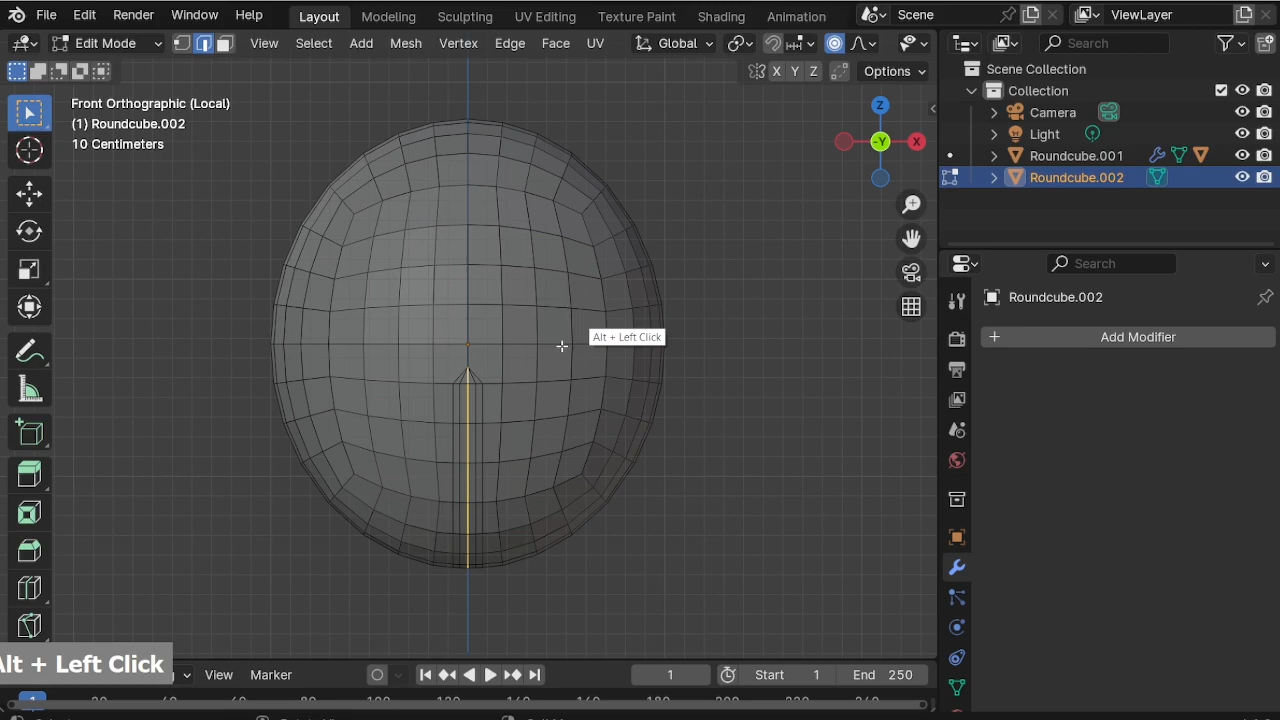 File Edit Render Window Help Layout Modeling Sculpting UV Editing Texture Paint Shading Animation Scene ViewLayer
Edit Mode View Select Add Mesh Vertex Edge Face UV Global Search
X Y Z Options Scene Collection
Collection
Front Orthographic (Local)
(1) Roundcube.002
10 Centimeters
Z
-Y
X
Camera
Light
Roundcube.001
Roundcube.002
Search
Roundcube.002
Add Modifier
Alt + Left Click
Alt + Left Click
View Marker 1 Start 1 End 250